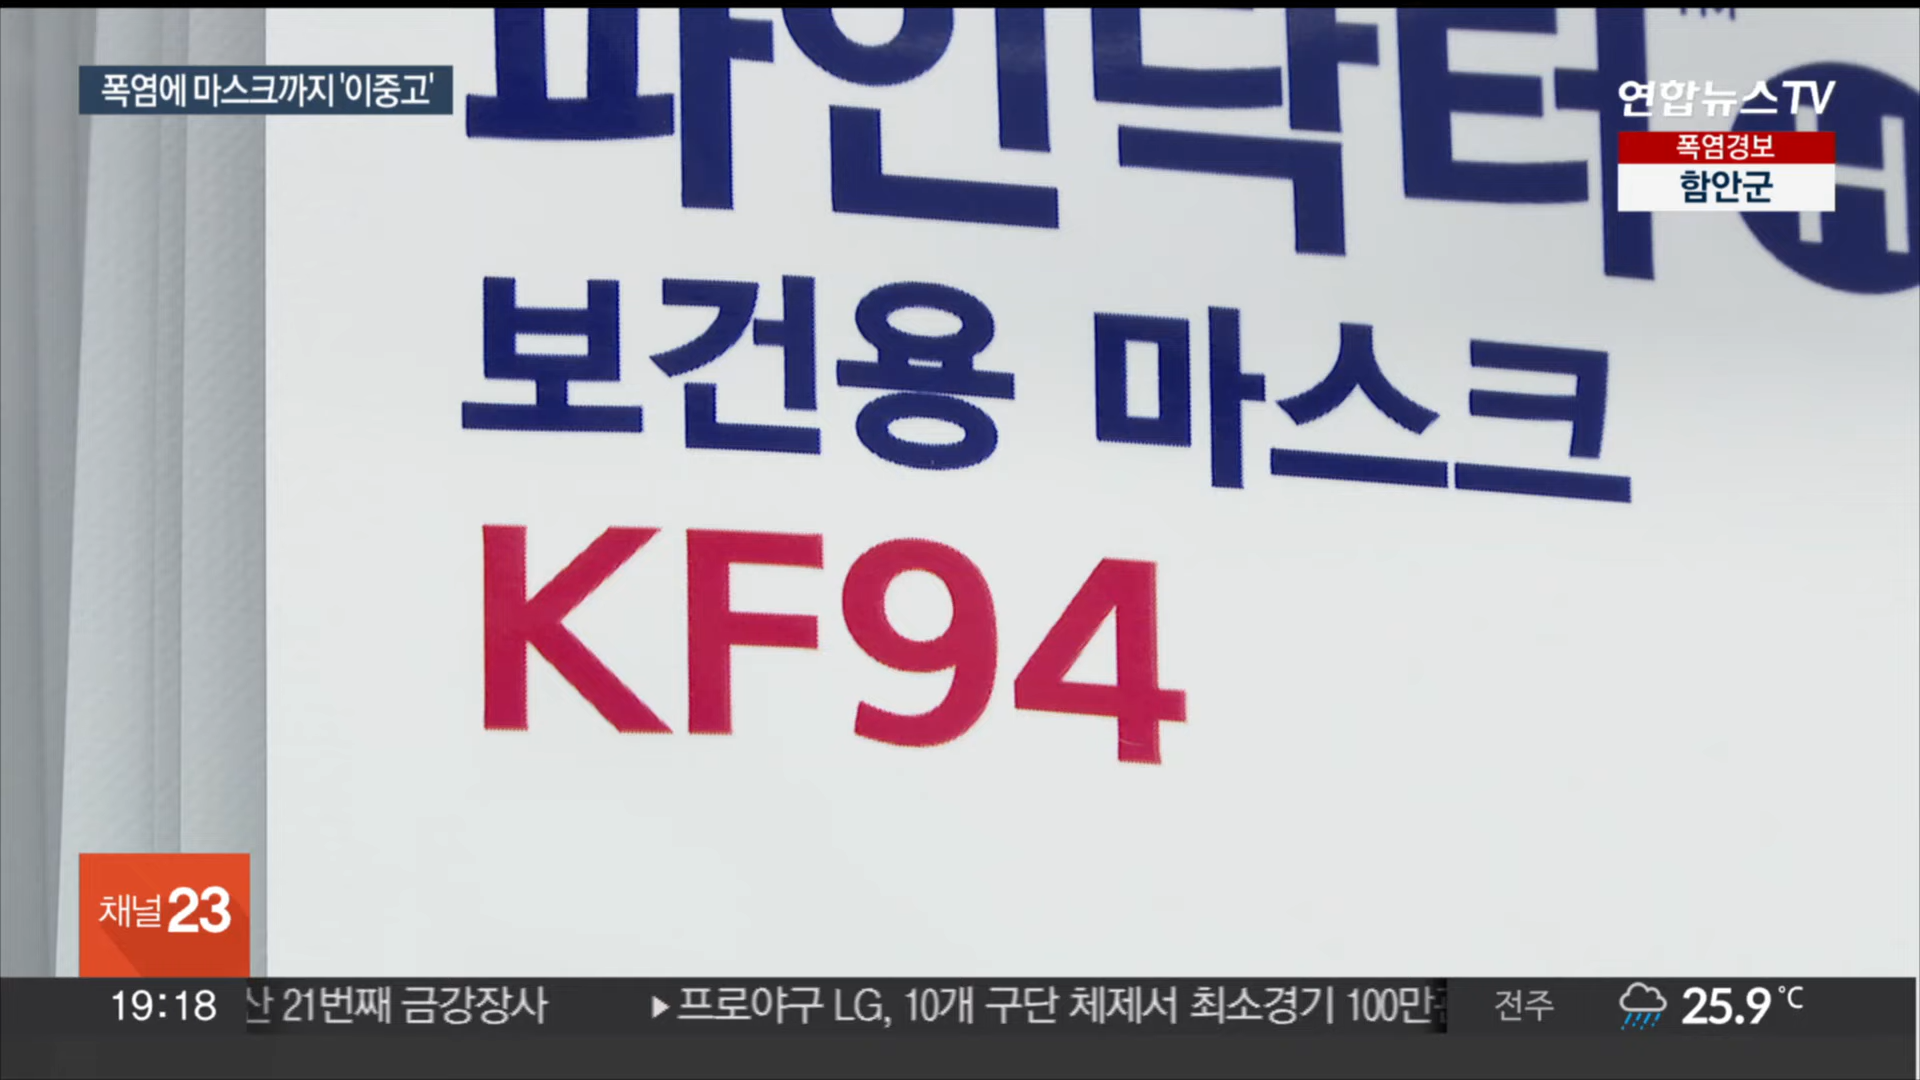 폭염에 마스크까지 '이중고'
연합뉴스TV
폭염경보
함안군
파인닥터
TM
H
보건용 마스크
KF94
채널23
19:18
산 21번째 금강장사 ▶프로야구 LG, 10개 구단 체제서 최소경기 100만
전주
25.9℃